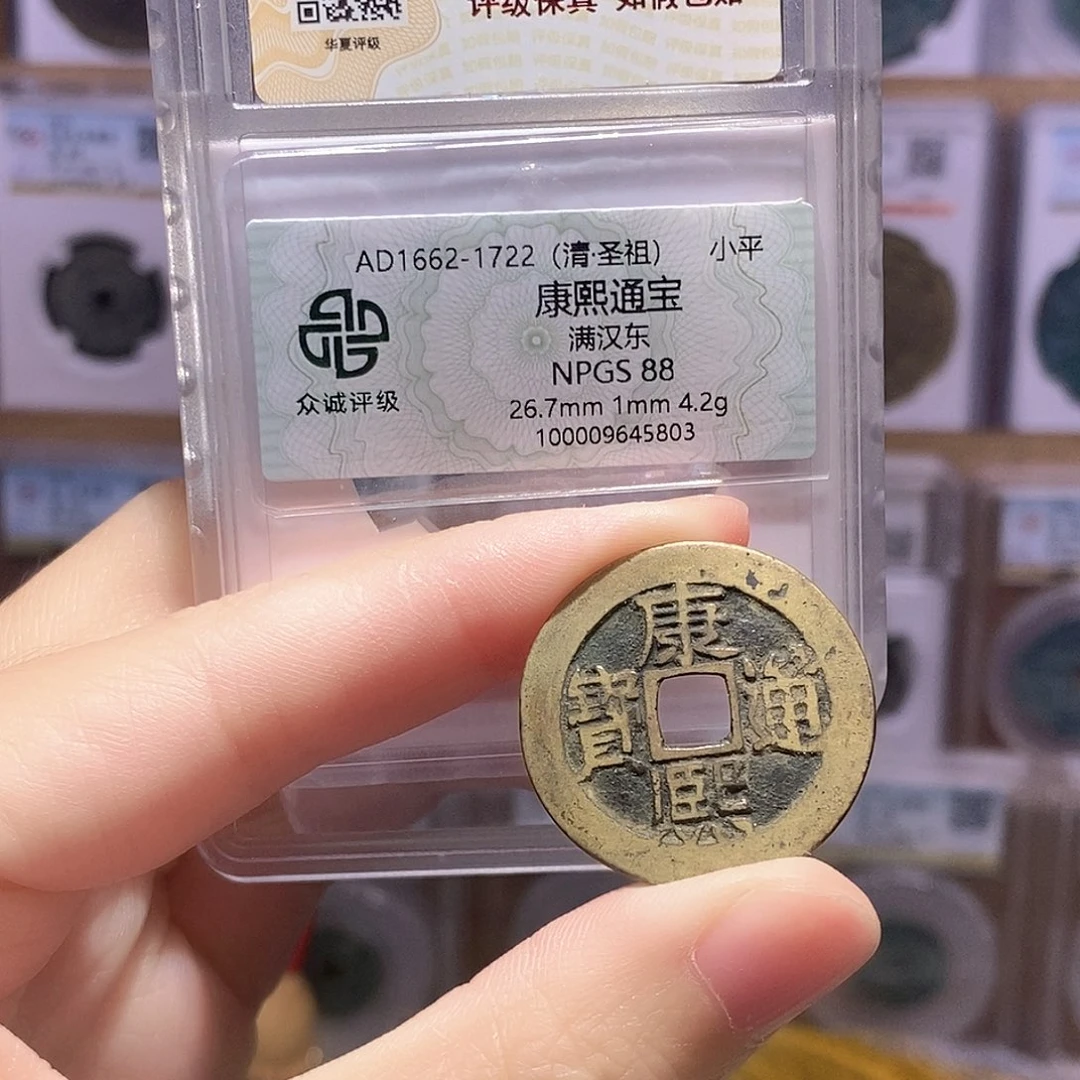 评级保真 如假包赔
华夏评级
AD1662-1722（清·圣祖） 小平
康熙通宝
满汉东
NPGS 88
众诚评级
26.7mm 1mm 4.2g
100009645803
康熙通寶